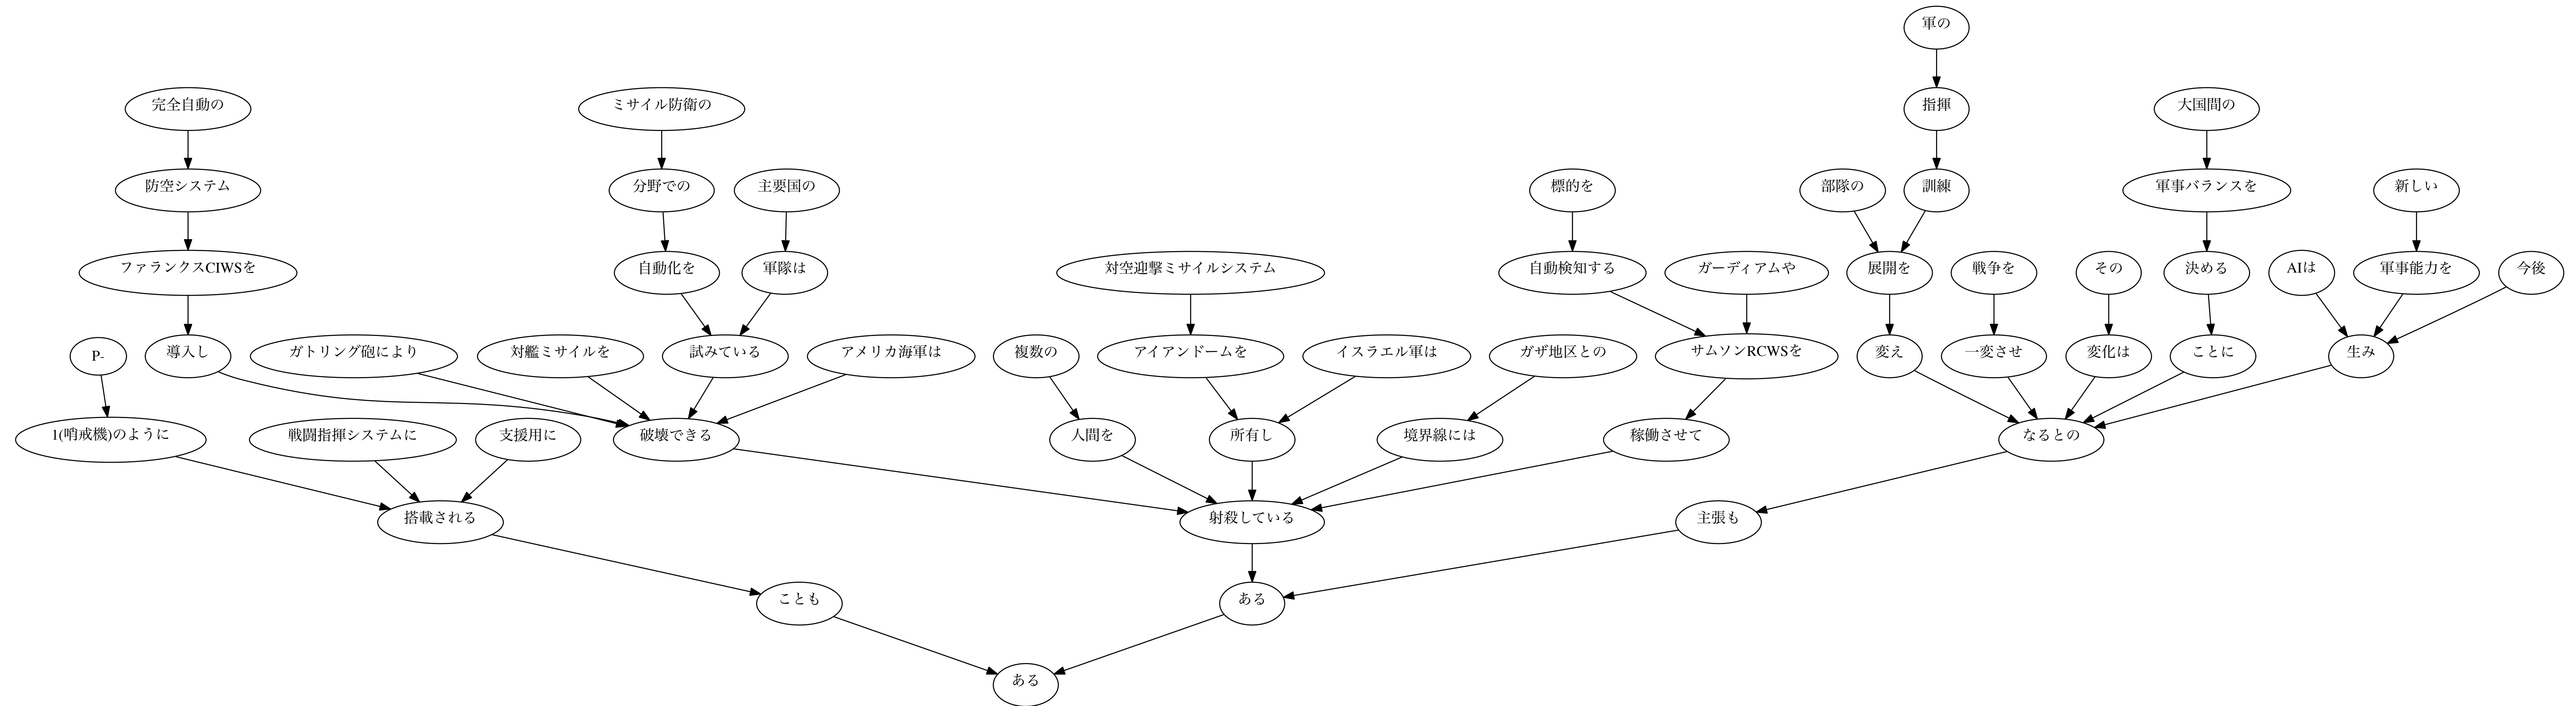 軍の
完全自動の
ミサイル防衛の
指揮
大国間の
防空システム
分野での
主要国の
標的を
部隊の
訓練
軍事バランスを
新しい
ファランクスCIWSを
自動化を
軍隊は
対空迎撃ミサイルシステム
自動検知する
ガーディアムや
展開を
戦争を
その
決める
AIは
軍事能力を
今後
P-
導入し
ガトリング砲により
対艦ミサイルを
試みている
アメリカ海軍は
複数の
アイアンドームを
イスラエル軍は
ガザ地区との
サムソンRCWSを
変え
一変させ
変化は
ことに
生み
1(哨戒機)のように
戦闘指揮システムに
支援用に
破壊できる
人間を
所有し
境界線には
稼働させて
なるとの
搭載される
射殺している
主張も
ことも
ある
ある